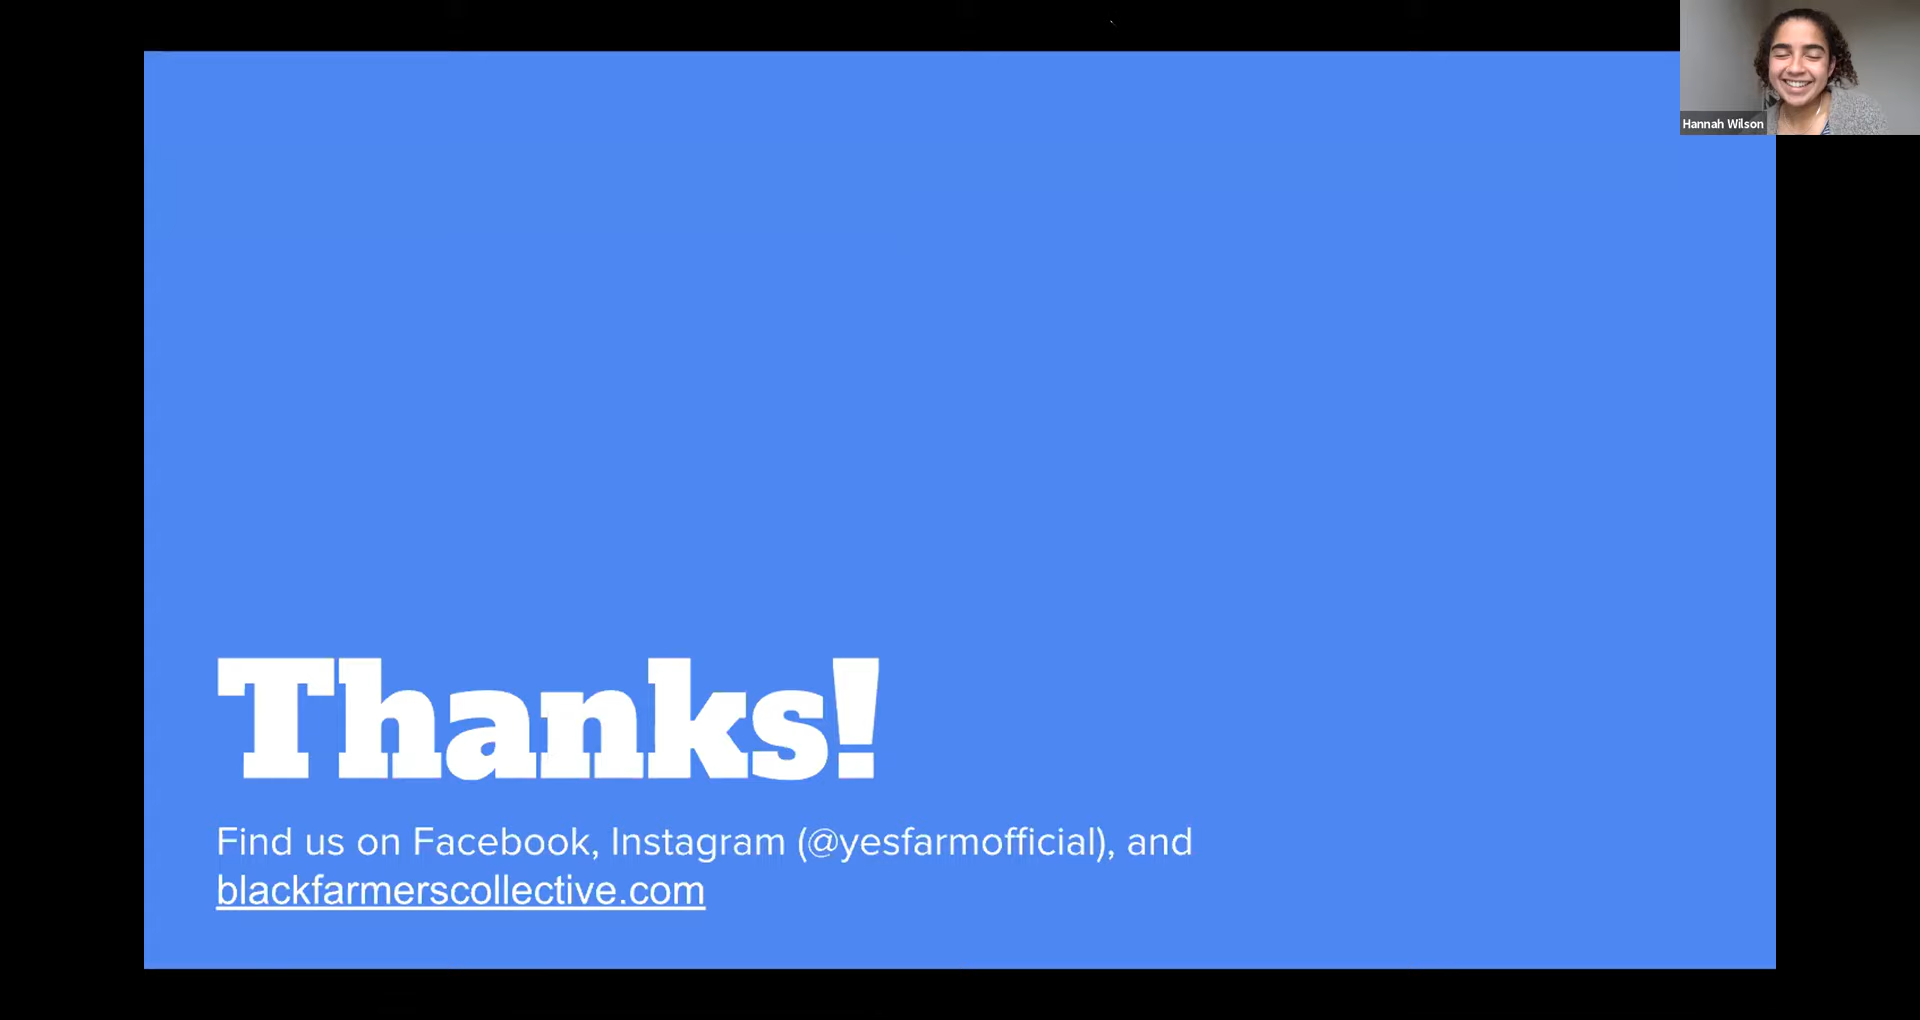 Hannah Wilson
Thanks!
Find us on Facebook, Instagram (@yesfarmofficial), and
blackfarmerscollective.com